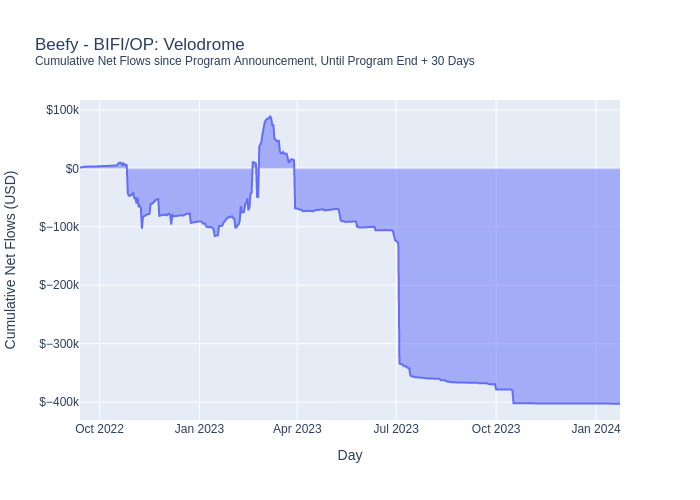 Beefy - BIFI/OP: Velodrome
Cumulative Net Flows since Program Announcement, Until Program End + 30 Days
Cumulative Net Flows (USD)
$100k
$0
$−100k
$−200k
$−300k
$−400k
Oct 2022
Jan 2023
Apr 2023
Jul 2023
Oct 2023
Jan 2024
Day